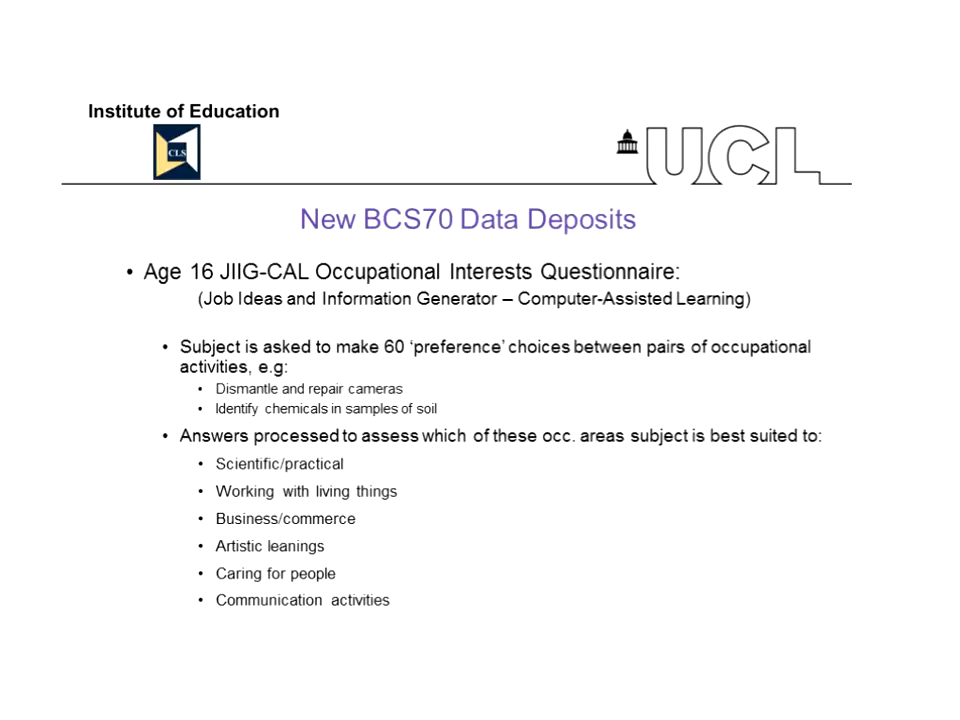 Institute of Education
CLS
UCL
New BCS70 Data Deposits
• Age 16 JIIG-CAL Occupational Interests Questionnaire:
(Job Ideas and Information Generator – Computer-Assisted Learning)
• Subject is asked to make 60 ‘preference’ choices between pairs of occupational
activities, e.g:
• Dismantle and repair cameras
• Identify chemicals in samples of soil
• Answers processed to assess which of these occ. areas subject is best suited to:
• Scientific/practical
• Working with living things
• Business/commerce
• Artistic leanings
• Caring for people
• Communication activities